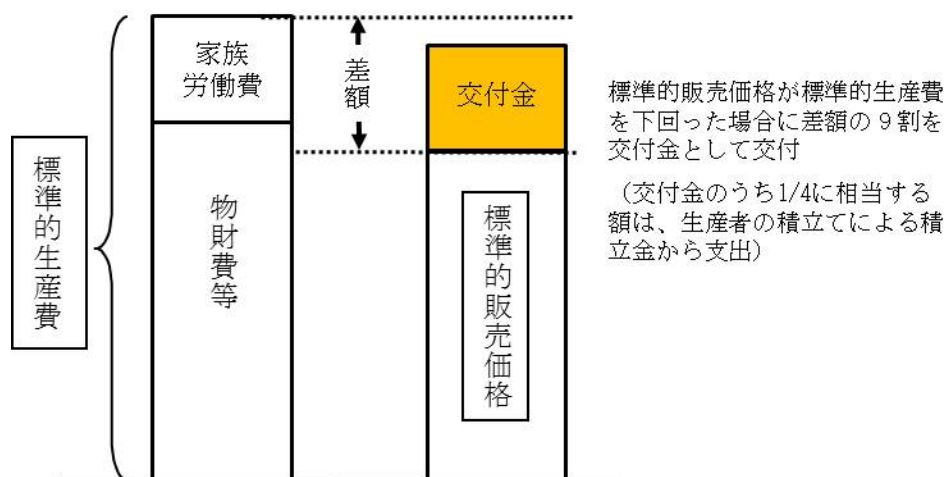 標準的生産費
家族
労働費
物財費等
差額
交付金
標準的販売価格
標準的販売価格が標準的生産費
を下回った場合に差額の９割を
交付金として交付
（交付金のうち1/4に相当する
額は、生産者の積立てによる積
立金から支出）